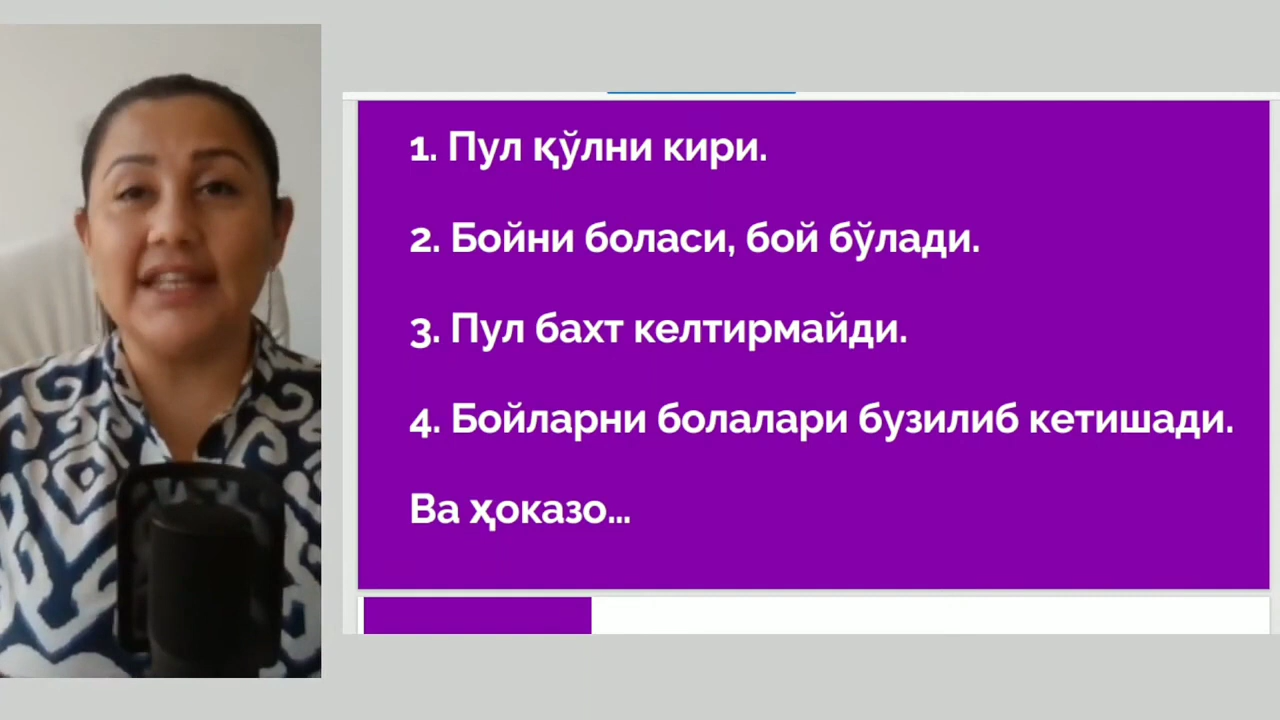 1. Пул қўлни кири.
2. Бойни боласи, бой бўлади.
3. Пул бахт келтирмайди.
4. Бойларни болалари бузилиб кетишади.
Ва ҳоказо...